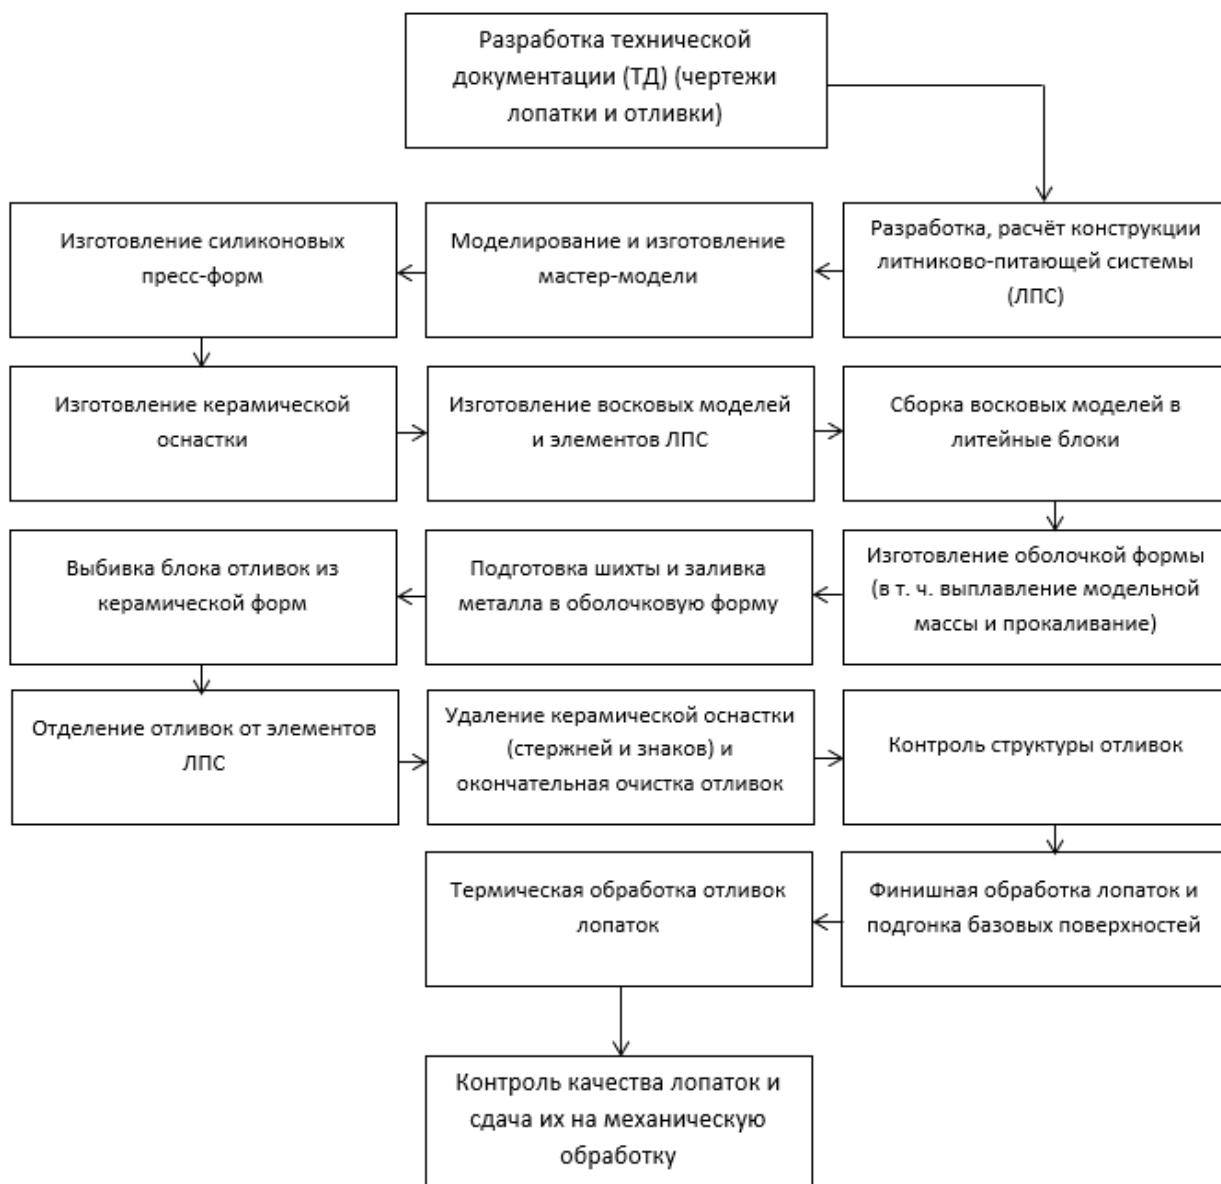 Разработка технической
документации (ТД) (чертежи
лопатки и отливки)
Разработка, расчёт конструкции
литниково-питающей системы
(ЛПС)
Моделирование и изготовление
мастер-модели
Изготовление силиконовых
пресс-форм
Изготовление керамической
оснастки
Изготовление восковых моделей
и элементов ЛПС
Сборка восковых моделей в
литейные блоки
Изготовление оболчкой формы
(в т. ч. выплавление модельной
массы и прокаливание)
Подготовка шихты и заливка
металла в оболочковую форму
Выбивка блока отливок из
керамической форм
Отделение отливок от элементов
ЛПС
Удаление керамической оснастки
(стержней и знаков) и
окончательная очистка отливок
Контроль структуры отливок
Финишная обработка лопаток и
подгонка базовых поверхностей
Термическая обработка отливок
лопаток
Контроль качества лопаток и
сдача их на механическую
обработку